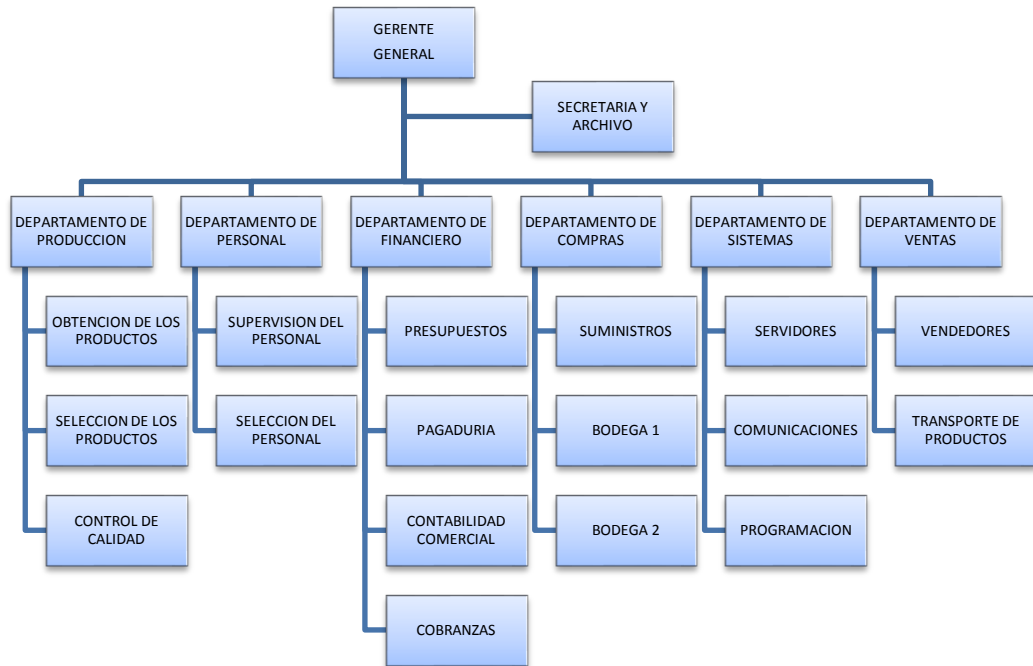 GERENTE
GENERAL
SECRETARIA Y
ARCHIVO
DEPARTAMENTO DE
PRODUCCION
DEPARTAMENTO DE
PERSONAL
DEPARTAMENTO DE
FINANCIERO
DEPARTAMENTO DE
COMPRAS
DEPARTAMENTO DE
SISTEMAS
DEPARTAMENTO DE
VENTAS
OBTENCION DE LOS
PRODUCTOS
SUPERVISION DEL
PERSONAL
PRESUPUESTOS
SUMINISTROS
SERVIDORES
VENDEDORES
SELECCION DE LOS
PRODUCTOS
SELECCION DEL
PERSONAL
PAGADURIA
BODEGA 1
COMUNICACIONES
TRANSPORTE DE
PRODUCTOS
CONTROL DE
CALIDAD
CONTABILIDAD
COMERCIAL
BODEGA 2
PROGRAMACION
COBRANZAS